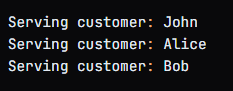 Serving customer: John
Serving customer: Alice
Serving customer: Bob